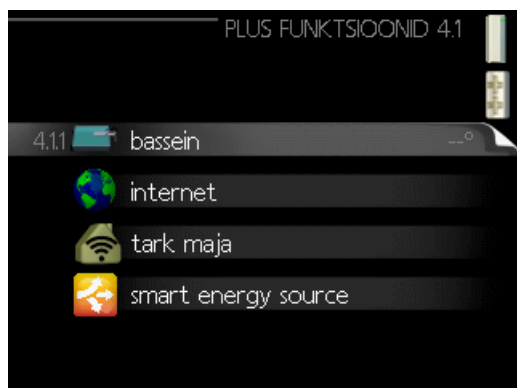 PLUS FUNKTSIOONID 4.1
4.1.1 bassein --°
internet
tark maja
smart energy source